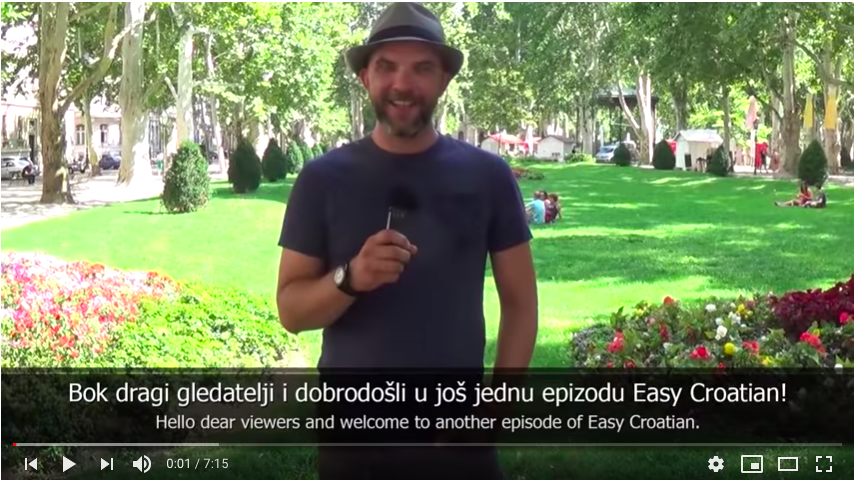 Bok dragi gledatelji i dobrodošli u još jednu epizodu Easy Croatian!
Hello dear viewers and welcome to another episode of Easy Croatian.
0:01 / 7:15